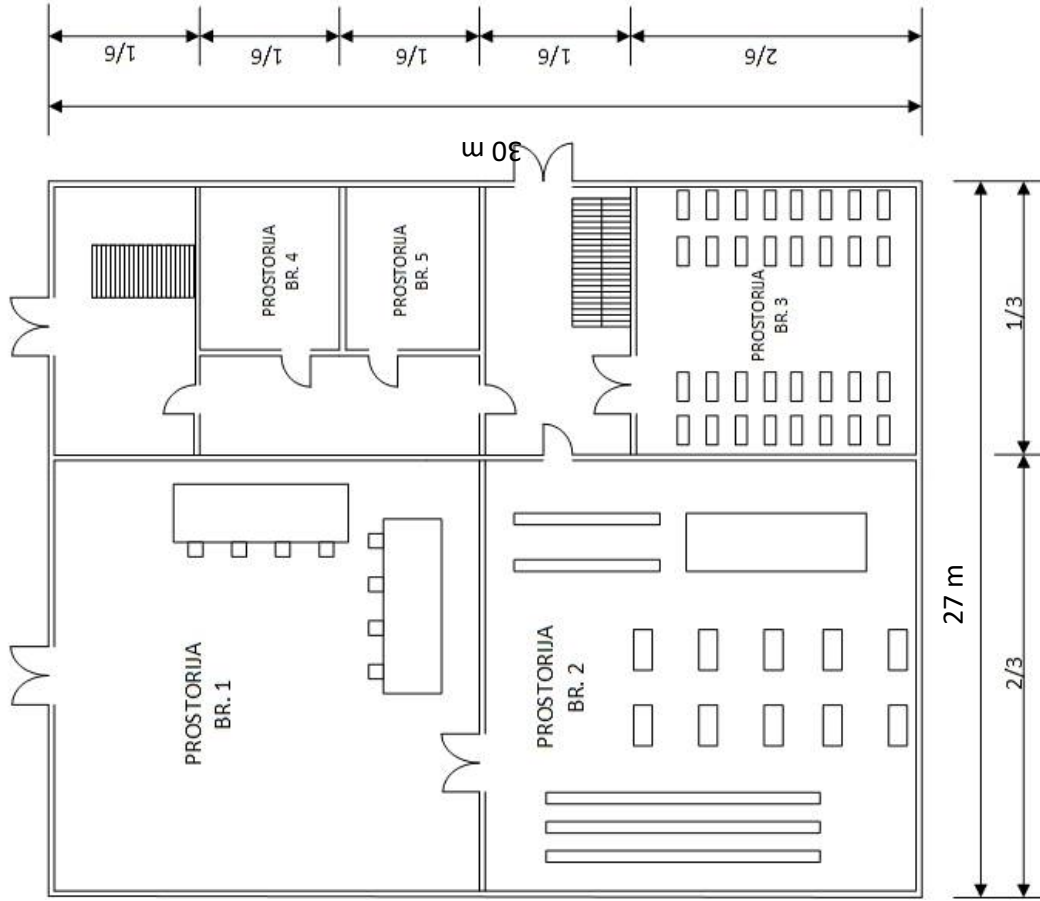 1/6
1/6
1/6
1/6
2/6
30 m
PROSTORIJA
BR. 4
PROSTORIJA
BR. 5
PROSTORIJA
BR. 3
1/3
PROSTORIJA
BR. 1
PROSTORIJA
BR. 2
27 m
2/3